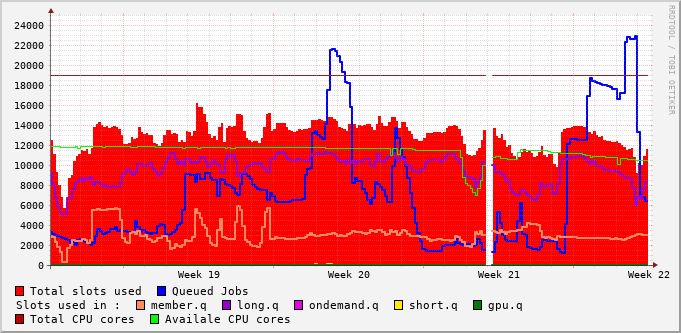 RRDTOOL / TOBI OETIKER
24000
22000
20000
18000
16000
14000
12000
10000
8000
6000
4000
2000
0
Week 19 Week 20 Week 21 Week 22
Total slots used Queued Jobs
Slots used in : member.q long.q ondemand.q short.q gpu.q
Total CPU cores Availale CPU cores